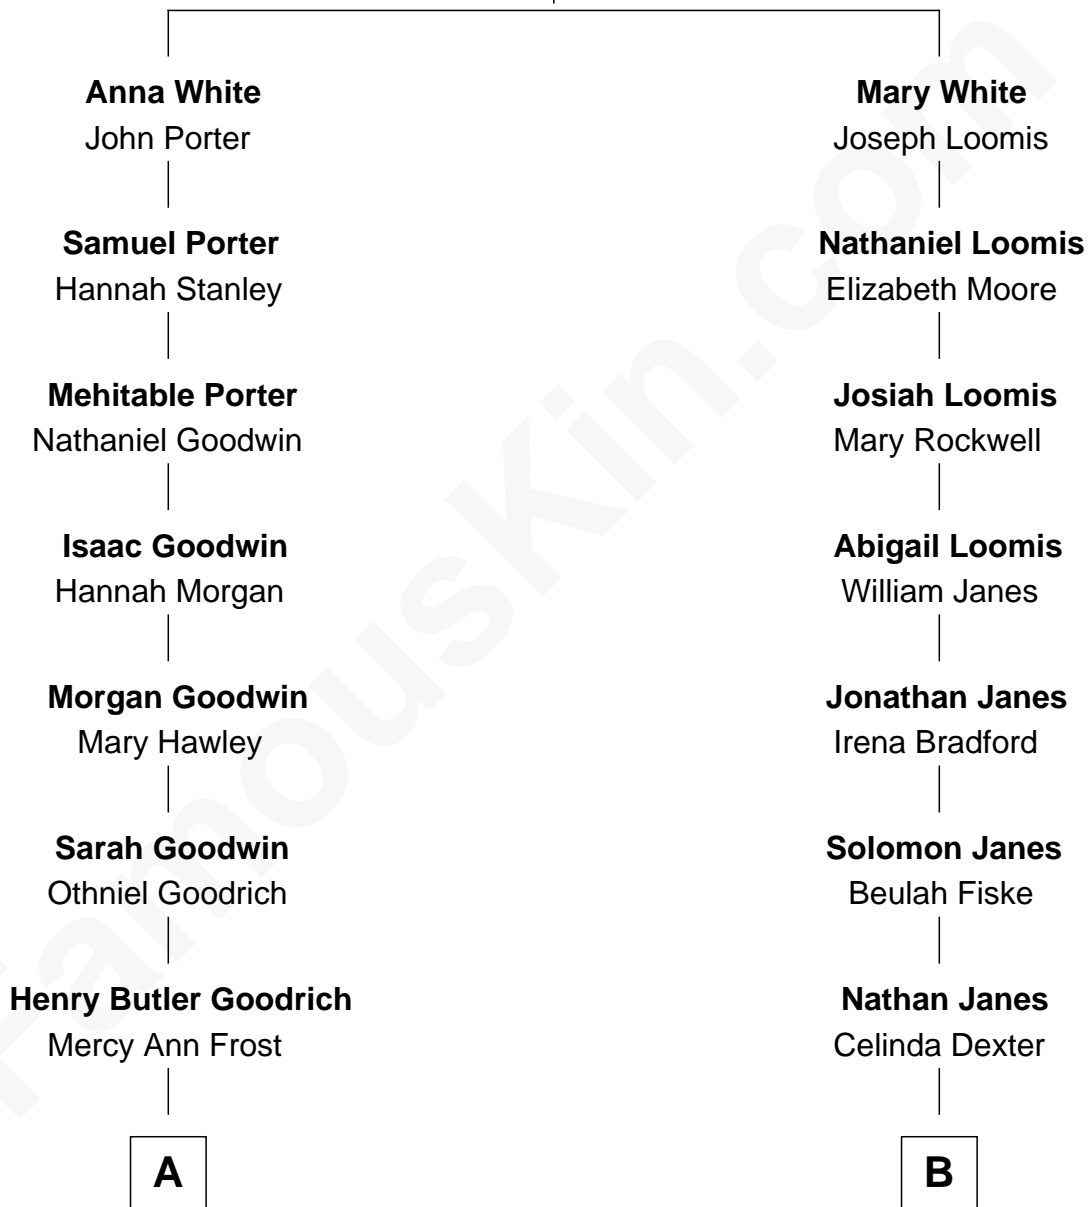 Anna White
John Porter
Samuel Porter
Hannah Stanley
Mehitable Porter
Nathaniel Goodwin
Isaac Goodwin
Hannah Morgan
Morgan Goodwin
Mary Hawley
Sarah Goodwin
Othniel Goodrich
Henry Butler Goodrich
Mercy Ann Frost
A
Mary White
Joseph Loomis
Nathaniel Loomis
Elizabeth Moore
Josiah Loomis
Mary Rockwell
Abigail Loomis
William Janes
Jonathan Janes
Irena Bradford
Solomon Janes
Beulah Fiske
Nathan Janes
Celinda Dexter
B
FamousKin.com